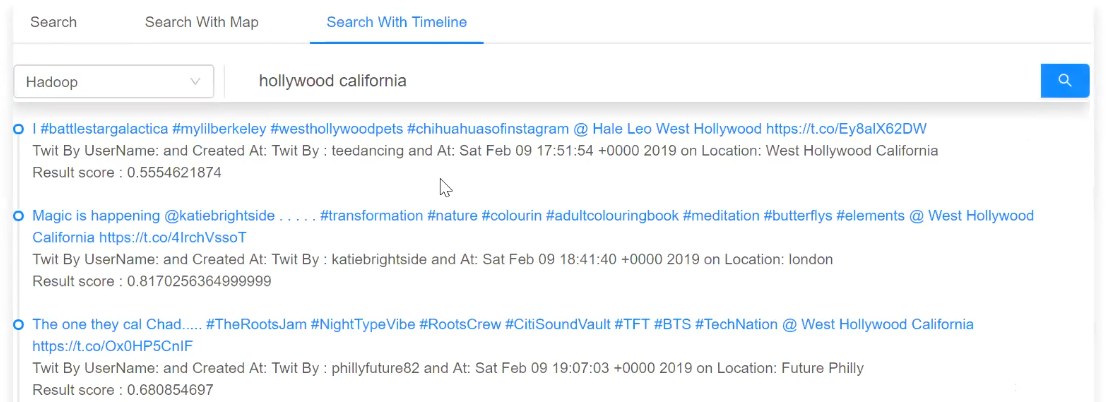 Search Search With Map Search With Timeline
Hadoop hollywood california
I #battlestargalactica #mylilberkeley #westhollywoodpets #chihuahuasofinstagram @ Hale Leo West Hollywood https://t.co/Ey8alX62DW
Twit By UserName: and Created At: Twit By : teedancing and At: Sat Feb 09 17:51:54 +0000 2019 on Location: West Hollywood California
Result score : 0.5554621874
Magic is happening @katiebrightside . . . . . #transformation #nature #colourin #adultcolouringbook #meditation #butterflys #elements @ West Hollywood
California https://t.co/4IrchVssoT
Twit By UserName: and Created At: Twit By : katiebrightside and At: Sat Feb 09 18:41:40 +0000 2019 on Location: london
Result score : 0.8170256364999999
The one they cal Chad..... #TheRootsJam #NightTypeVibe #RootsCrew #CitiSoundVault #TFT #BTS #TechNation @ West Hollywood California
https://t.co/Ox0HP5CnIF
Twit By UserName: and Created At: Twit By : phillyfuture82 and At: Sat Feb 09 19:07:03 +0000 2019 on Location: Future Philly
Result score : 0.680854697